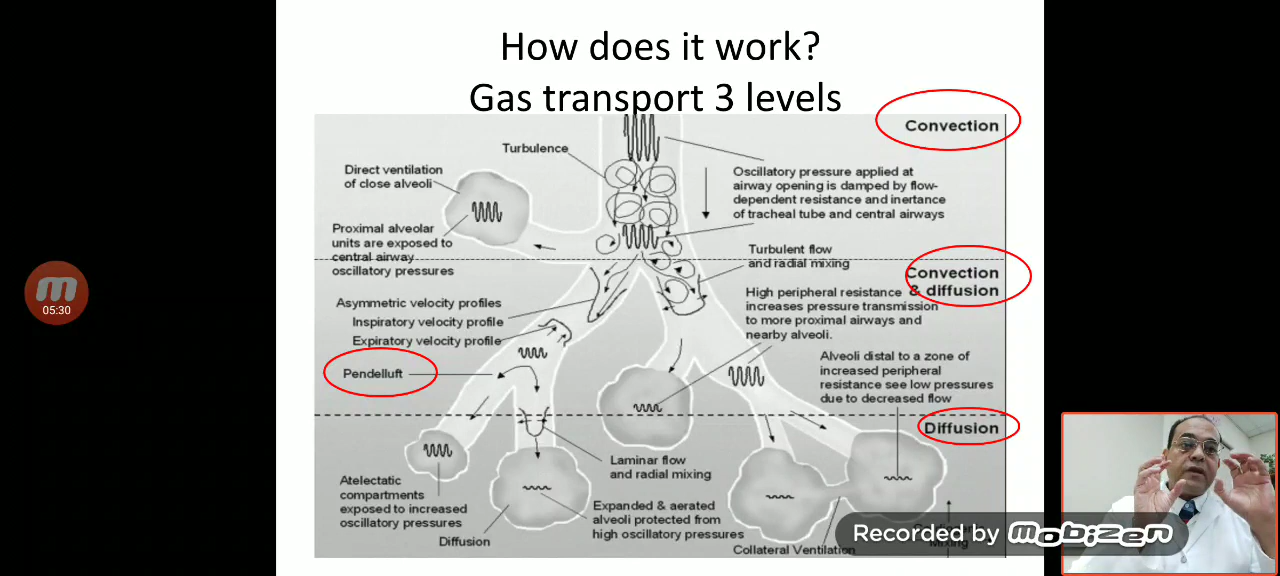 How does it work?
Gas transport 3 levels
Convection
Turbulence
Direct ventilation
of close alveoli
Oscillatory pressure applied at
airway opening is damped by flow-
dependent resistance and inertance
of tracheal tube and central airways
Proximal alveolar
units are exposed to
central airway
oscillatory pressures
Turbulent flow
and radial mixing
Convection
& diffusion
Asymmetric velocity profiles
Inspiratory velocity profile
Expiratory velocity profile
High peripheral resistance
increases pressure transmission
to more proximal airways and
nearby alveoli.
Pendelluft
Alveoli distal to a zone of
increased peripheral
resistance see low pressures
due to decreased flow
Diffusion
Laminar flow
and radial mixing
Atelectatic
compartments
exposed to increased
oscillatory pressures
Expanded & aerated
alveoli protected from
high oscillatory pressures
Diffusion
Collateral Ventilation
m
05:30
Recorded by mobizen